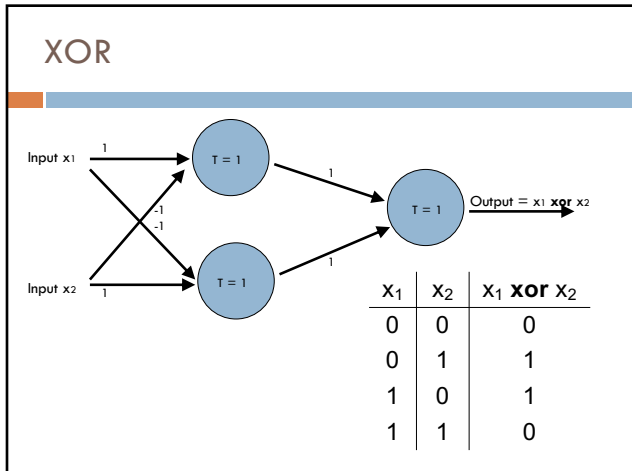 XOR
Input x1
1
T = 1
1
-1
-1
T = 1
Output = x1 xor x2
Input x2
1
T = 1
1
x1 x2 x1 xor x2
0 0 0
0 1 1
1 0 1
1 1 0